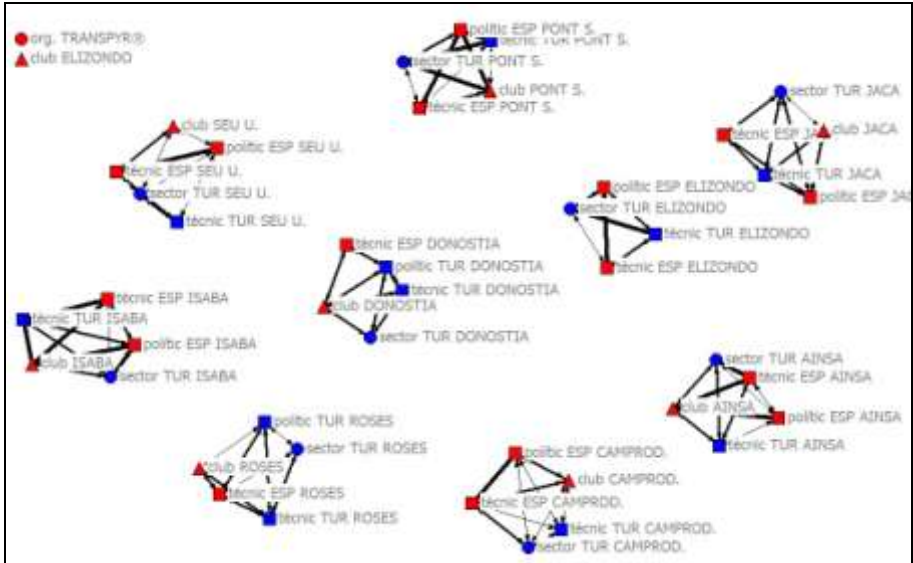 org. TRANSPYR®
club ELIZONDO
polític ESP PONT S.
tècnic TUR PONT S.
sector TUR PONT S.
club PONT S.
tècnic ESP PONT S.
sector TUR JACA
tècnic ESP JACA
club JACA
tècnic TUR JACA
polític ESP JAC
club SEU U.
polític ESP SEU U.
tècnic ESP SEU U.
sector TUR SEU U.
tècnic TUR SEU U.
polític ESP ELIZONDO
sector TUR ELIZONDO
tècnic TUR ELIZONDO
tècnic ESP ELIZONDO
tècnic ESP DONOSTIA
polític TUR DONOSTIA
tècnic TUR DONOSTIA
club DONOSTIA
sector TUR DONOSTIA
tècnic ESP ISABA
tècnic TUR ISABA
polític ESP ISABA
club ISABA
sector TUR ISABA
sector TUR AINSA
tècnic ESP AINSA
club AINSA
polític ESP AINSA
tècnic TUR AINSA
polític TUR ROSES
sector TUR ROSES
club ROSES
tècnic ESP ROSES
tècnic TUR ROSES
polític ESP CAMPROD.
club CAMPROD.
tècnic ESP CAMPROD.
tècnic TUR CAMPROD.
sector TUR CAMPROD.